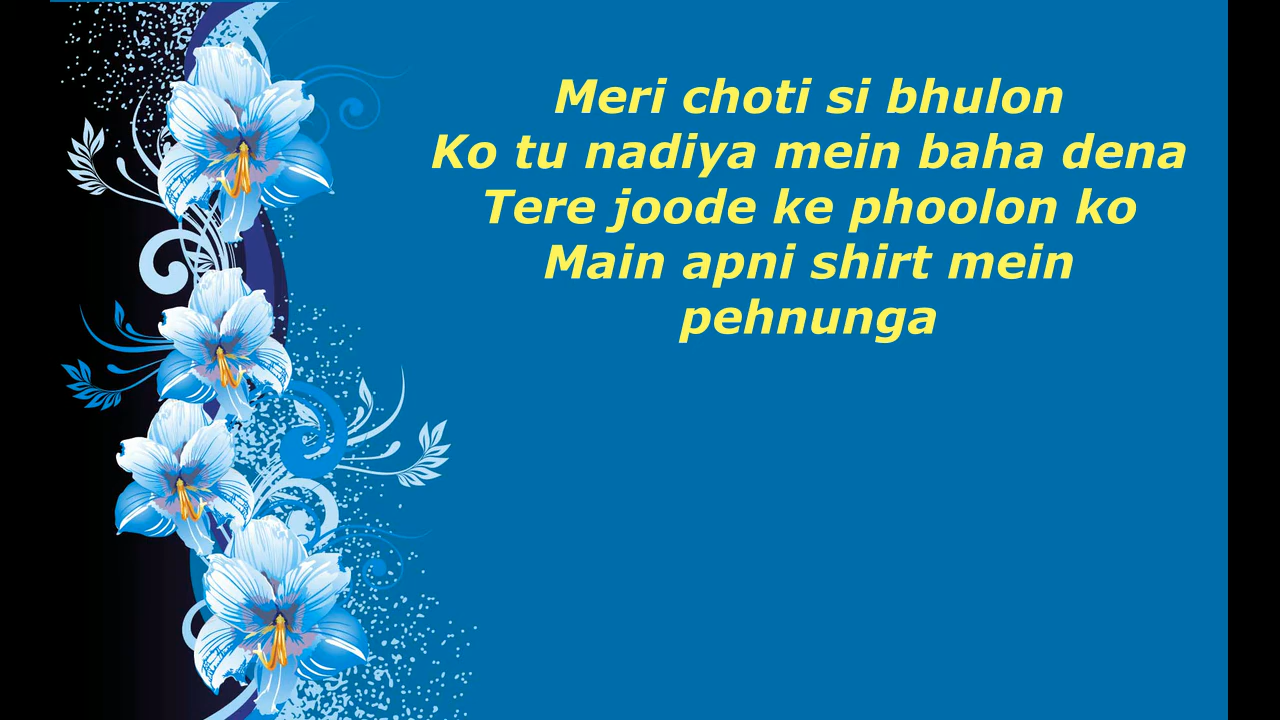 Meri choti si bhulon
Ko tu nadiya mein baha dena
Tere joode ke phoolon ko
Main apni shirt mein
pehnunga